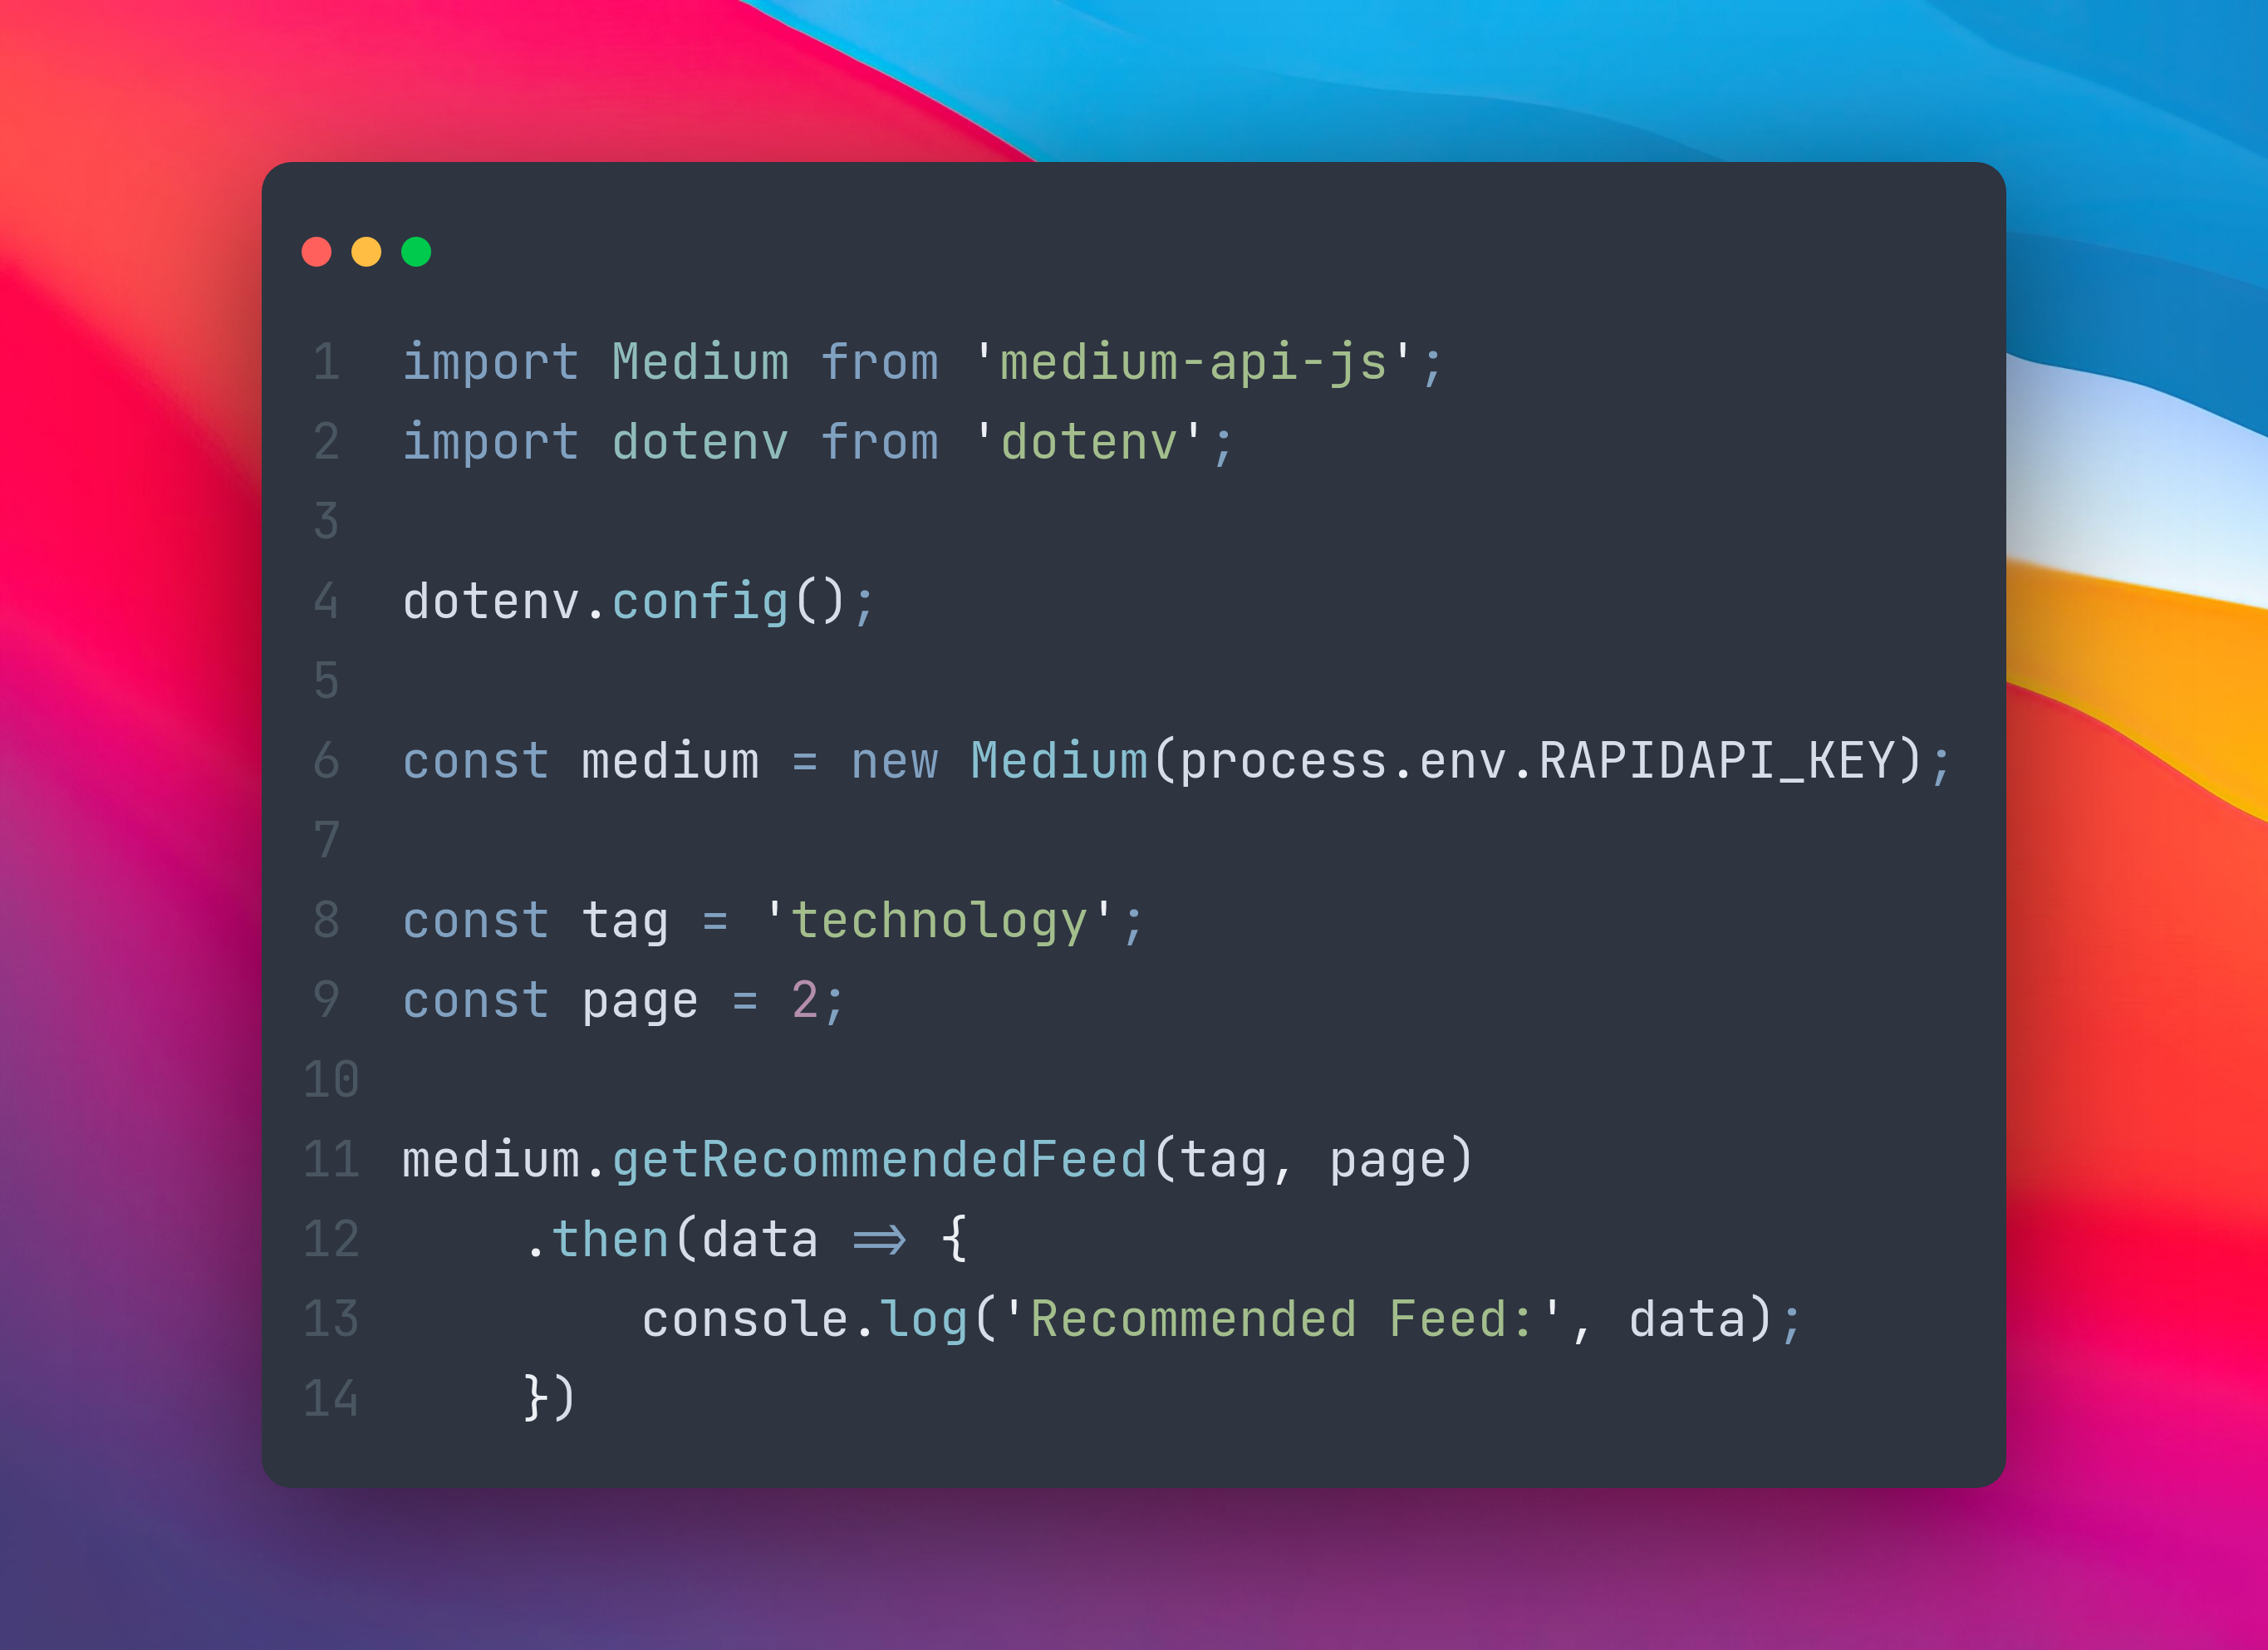 1 import Medium from 'medium-api-js';
2 import dotenv from 'dotenv';
3
4 dotenv.config();
5
6 const medium = new Medium(process.env.RAPIDAPI_KEY);
7
8 const tag = 'technology';
9 const page = 2;
10
11 medium.getRecommendedFeed(tag, page)
12     .then(data => {
13         console.log('Recommended Feed:', data);
14     })